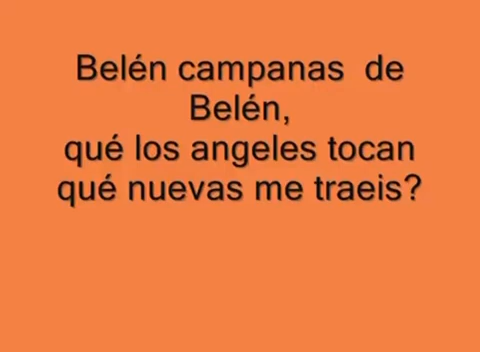 Belén campanas  de
Belén,
qué los angeles tocan
qué nuevas me traeis?